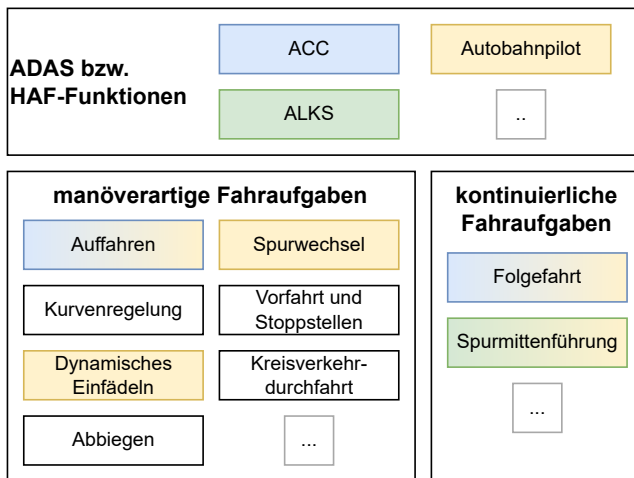 ADAS bzw.
HAF-Funktionen
ACC
Autobahnpilot
ALKS
..
manöverartige Fahraufgaben
Auffahren
Spurwechsel
Kurvenregelung
Vorfahrt und
Stoppstellen
Dynamisches
Einfädeln
Kreisverkehr-
durchfahrt
Abbiegen
...
kontinuierliche
Fahraufgaben
Folgefahrt
Spurmittenführung
...